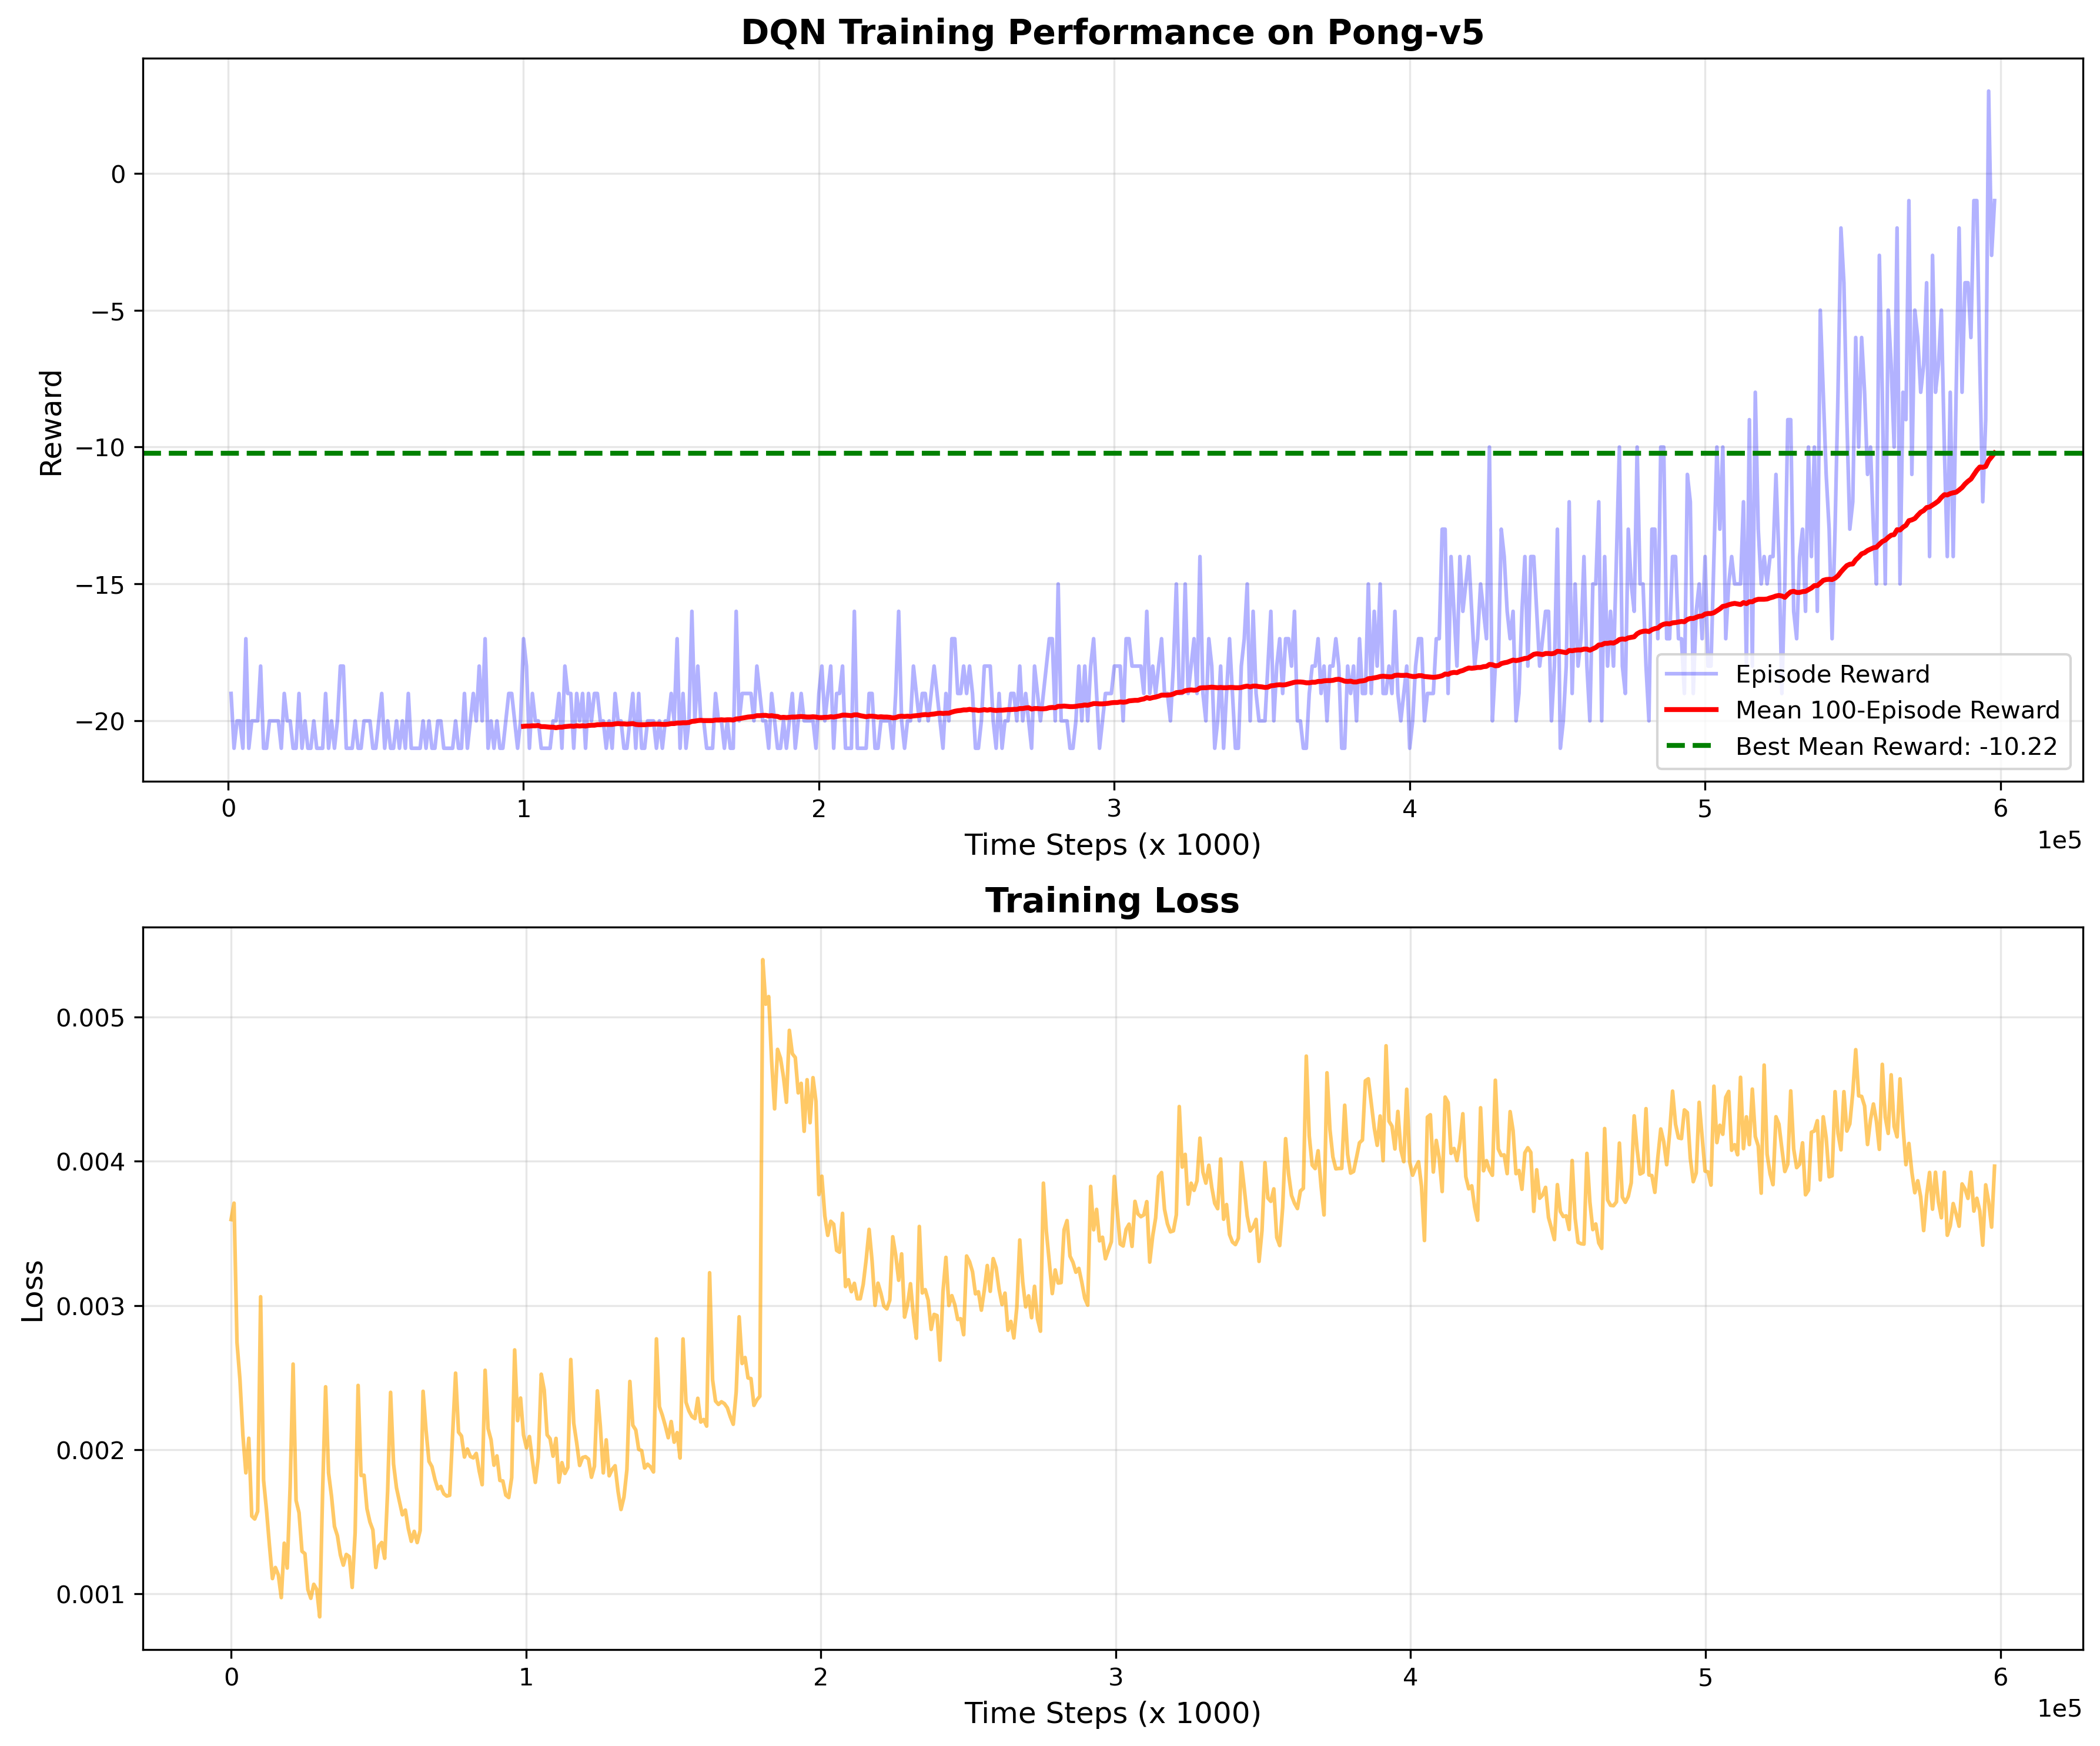 DQN Training Performance on Pong-v5
Reward
0
−5
−10
−15
−20
Episode Reward
Mean 100-Episode Reward
Best Mean Reward: -10.22
0 1 2 3 4 5 6
1e5
Time Steps (x 1000)
Training Loss
Loss
0.005
0.004
0.003
0.002
0.001
0 1 2 3 4 5 6
1e5
Time Steps (x 1000)